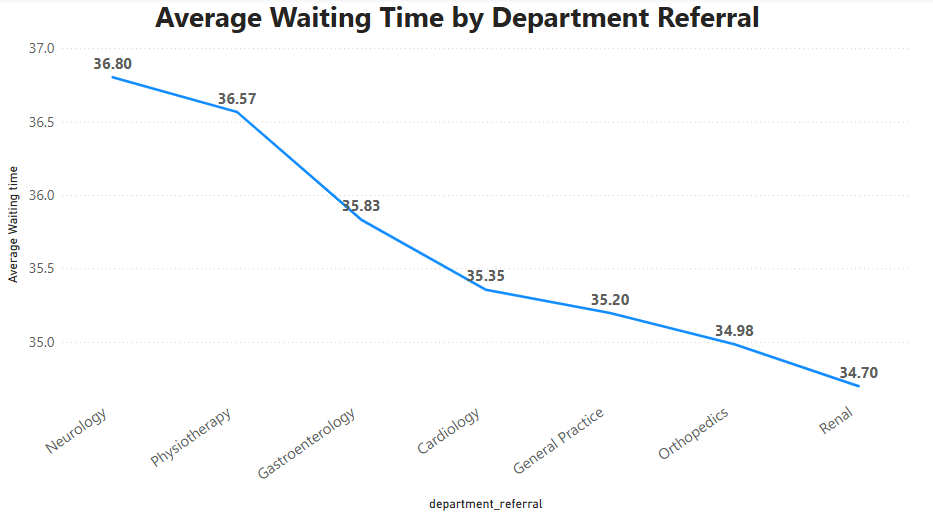 Average Waiting Time by Department Referral
37.0
36.5
36.0
35.5
35.0
Average Waiting time
36.80
36.57
35.83
35.35
35.20
34.98
34.70
Neurology
Physiotherapy
Gastroenterology
Cardiology
General Practice
Orthopedics
Renal
department_referral